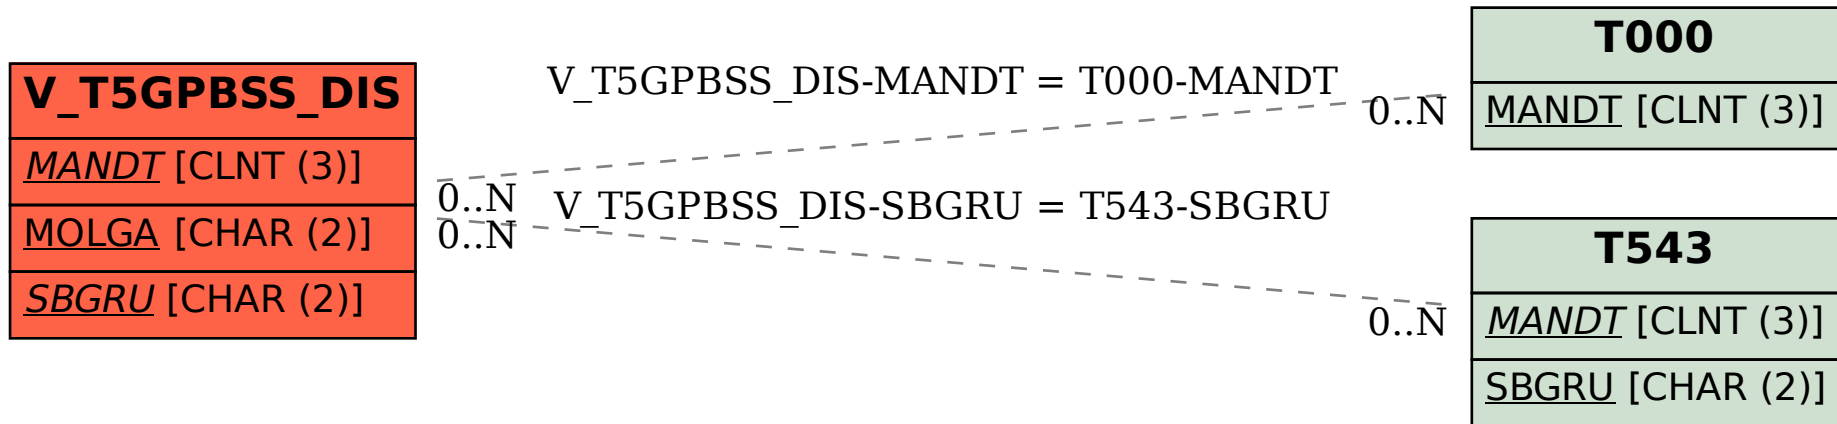 V_T5GPBSS_DIS
MANDT [CLNT (3)]
MOLGA [CHAR (2)]
SBGRU [CHAR (2)]
V_T5GPBSS_DIS-MANDT = T000-MANDT
0..N
0..N
V_T5GPBSS_DIS-SBGRU = T543-SBGRU
0..N
0..N
T000
MANDT [CLNT (3)]
T543
MANDT [CLNT (3)]
SBGRU [CHAR (2)]